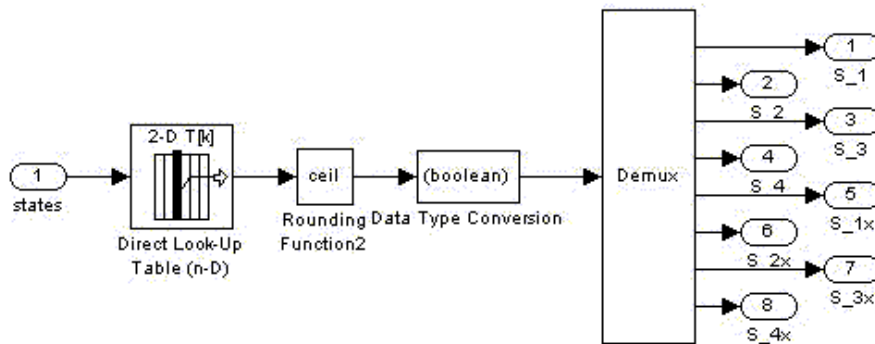 1
states
2-D T[k]
Direct Look-Up
Table (n-D)
ceil
Rounding
Function2
(boolean)
Data Type Conversion
Demux
1
S_1
2
S_2
3
S_3
4
S_4
5
S_1x
6
S_2x
7
S_3x
8
S_4x